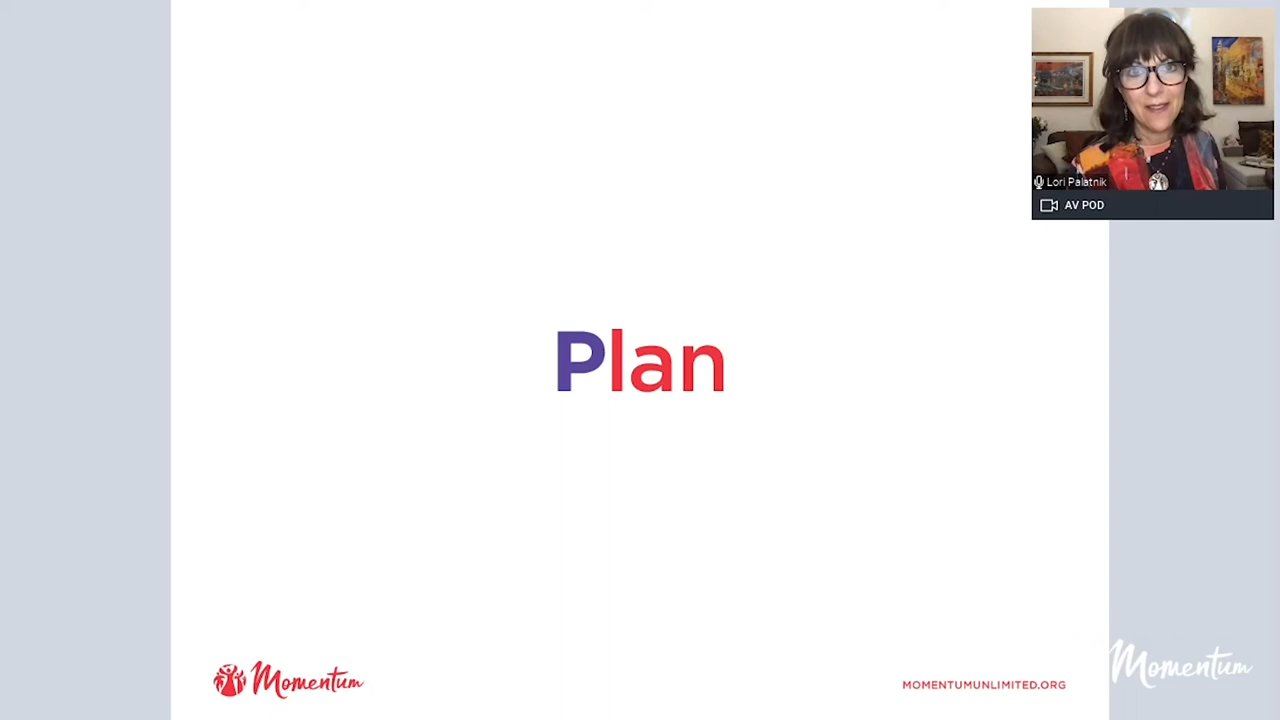 Lori Palatnik
AV POD
Plan
Momentum
MOMENTUMUNLIMITED.ORG
Momentum